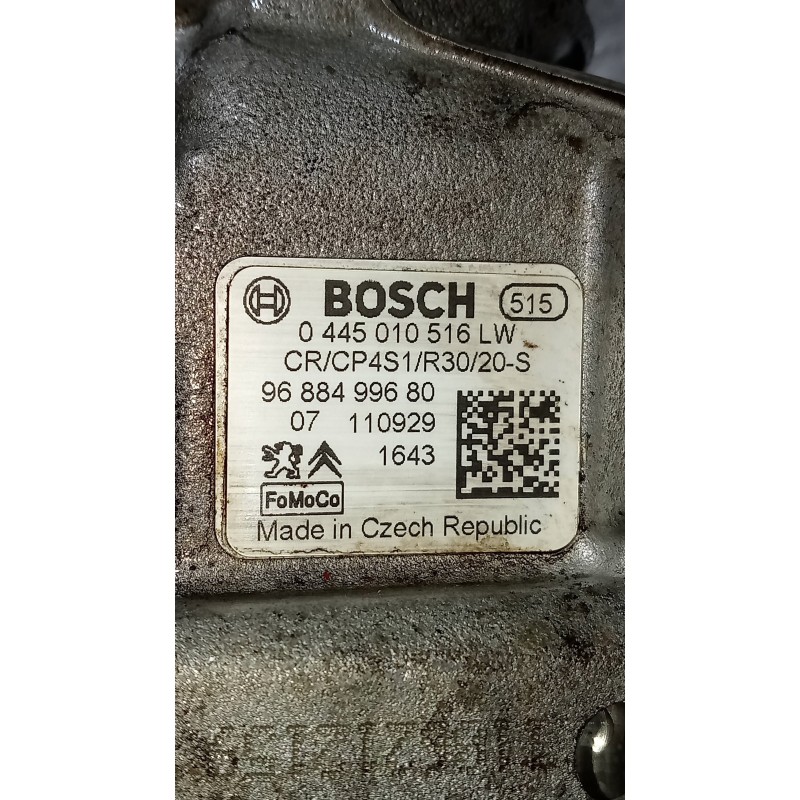 BOSCH 515
0 445 010 516 LW
CR/CP4S1/R30/20-S
96 884 996 80
07 110929
1643
FoMoCo
Made in Czech Republic